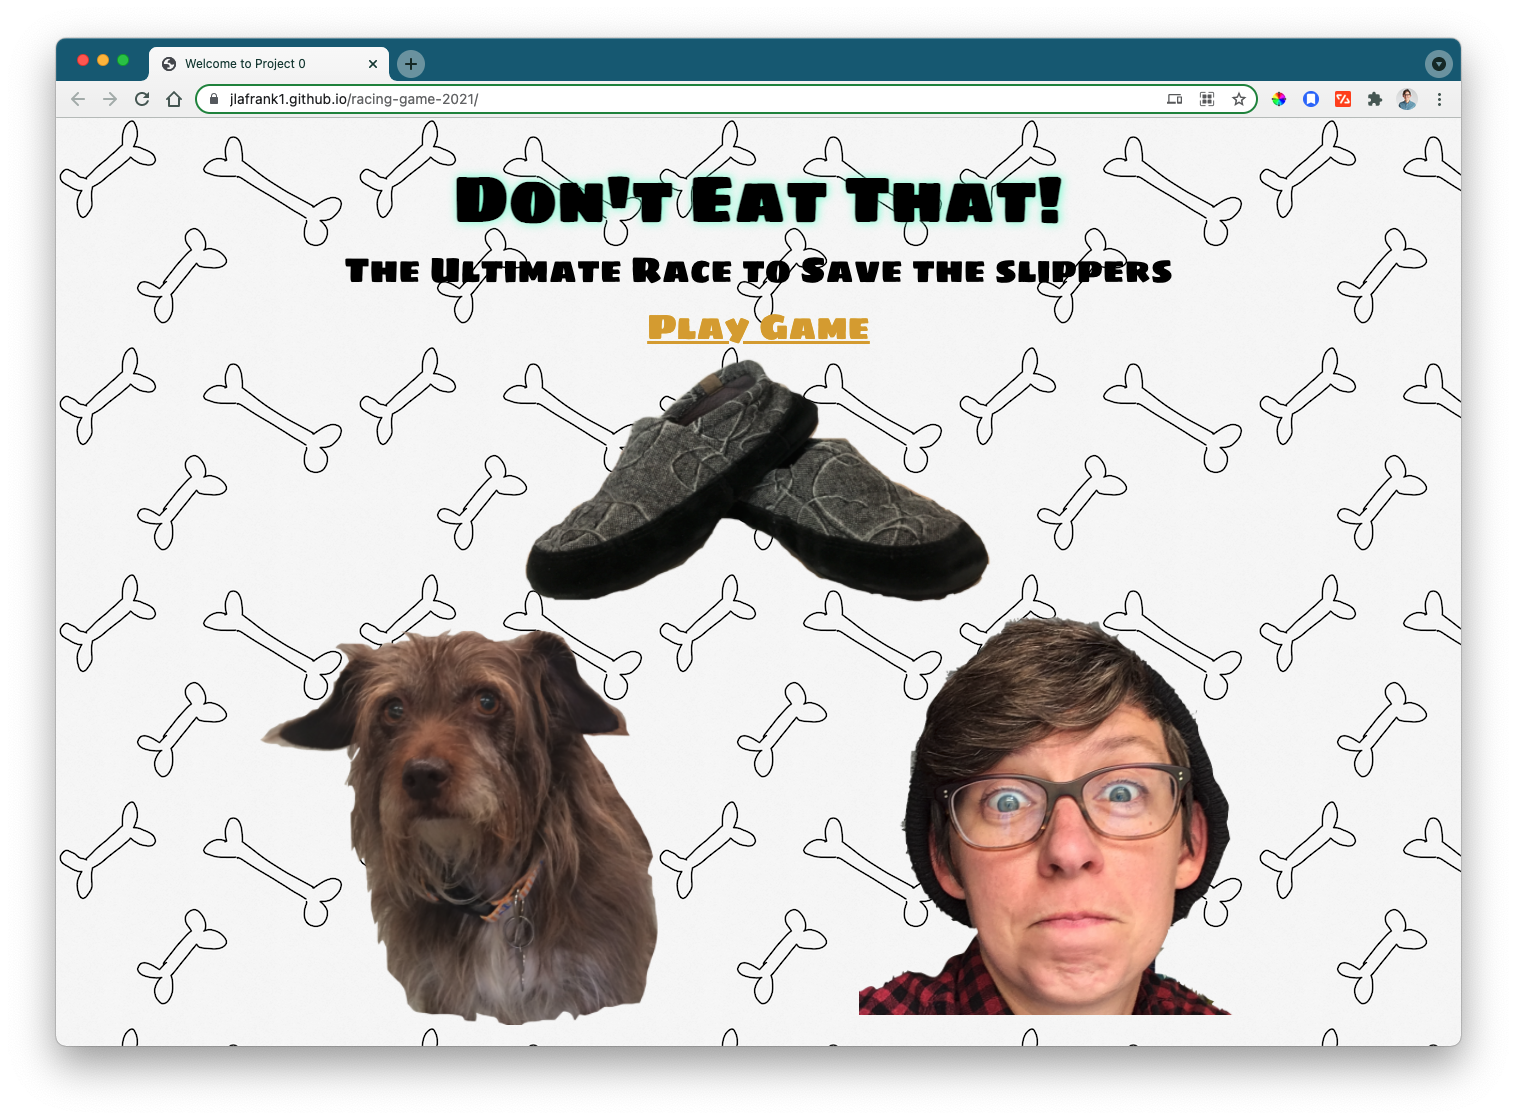 Welcome to Project 0
jlafrank1.github.io/racing-game-2021/
Don't Eat That!
The Ultimate Race to Save the slippers
Play Game